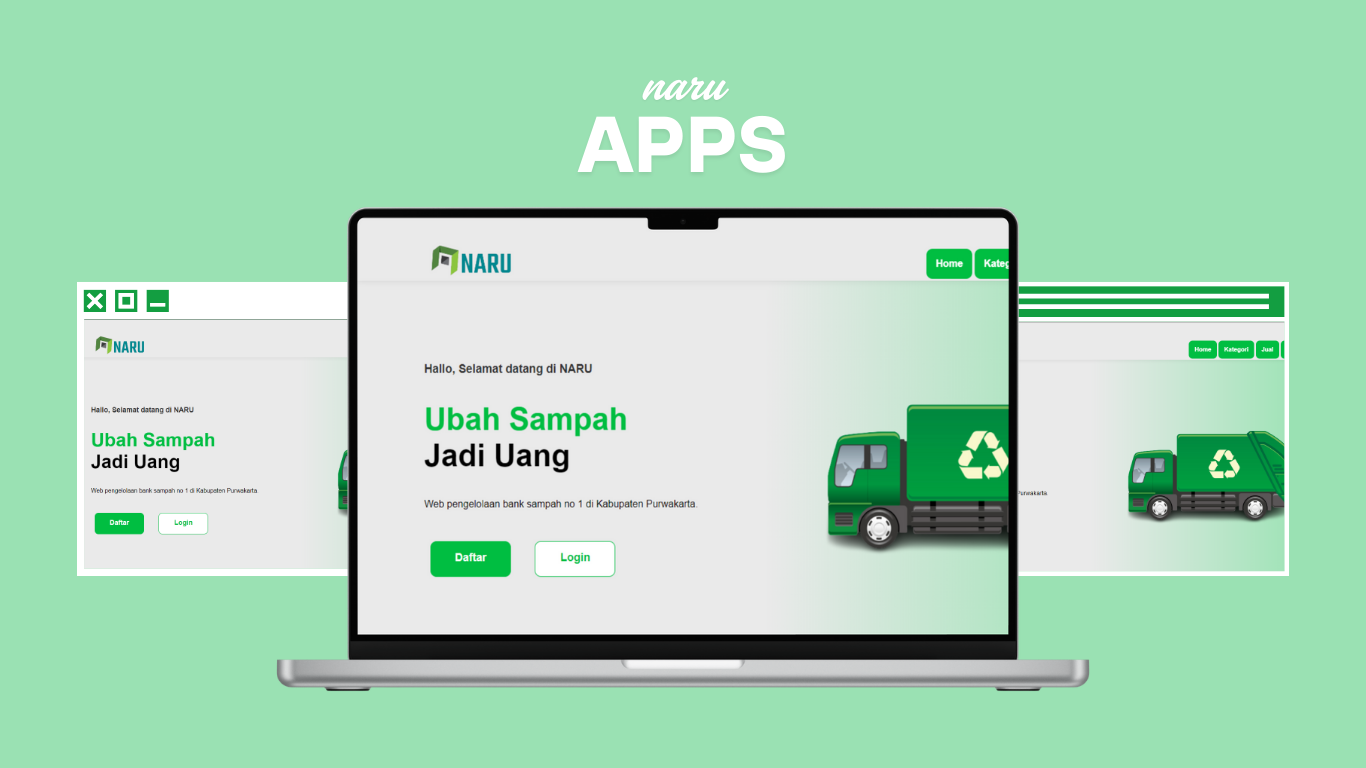 naru
APPS
NARU
Home
Kateg
Hallo, Selamat datang di NARU
Ubah Sampah
Jadi Uang
Web pengelolaan bank sampah no 1 di Kabupaten Purwakarta.
Daftar
Login
NARU
Hallo, Selamat datang di NARU
Ubah Sampah
Jadi Uang
Web pengelolaan bank sampah no 1 di Kabupaten Purwakarta
Daftar
Login
Home
Kategori
Jual
Purwakarta